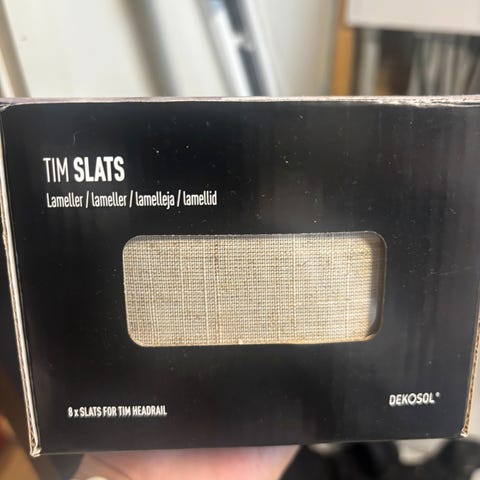 TIM SLATS
Lameller / lameller / lamelleja / lamellid
8 x SLATS FOR TIM HEADRAIL
DEKOSOL®